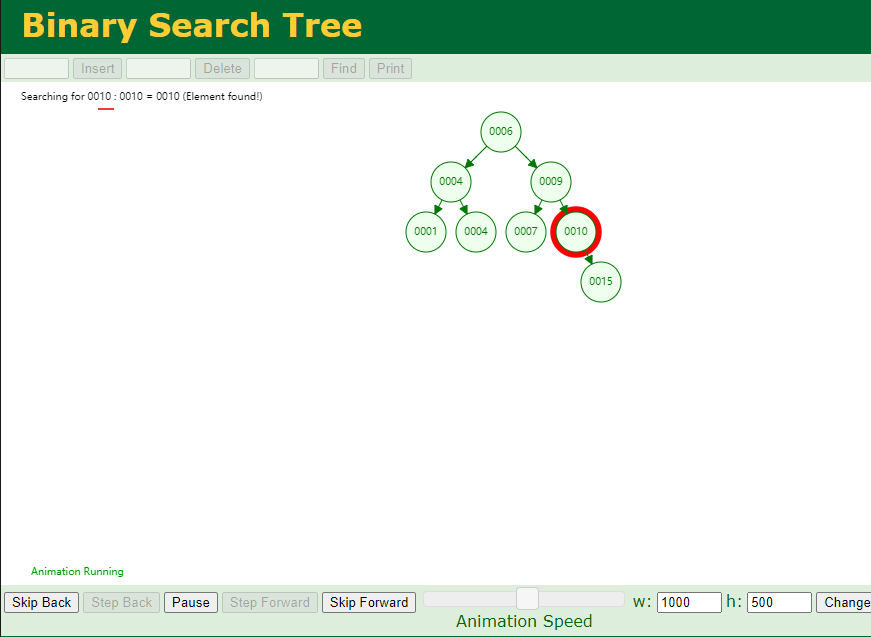 Binary Search Tree
Insert Delete Find Print
Searching for 0010 : 0010 = 0010 (Element found!)
0006
0004 0009
0001 0004 0007 0010
0015
Animation Running
Skip Back Step Back Pause Step Forward Skip Forward w: 1000 h: 500 Change
Animation Speed